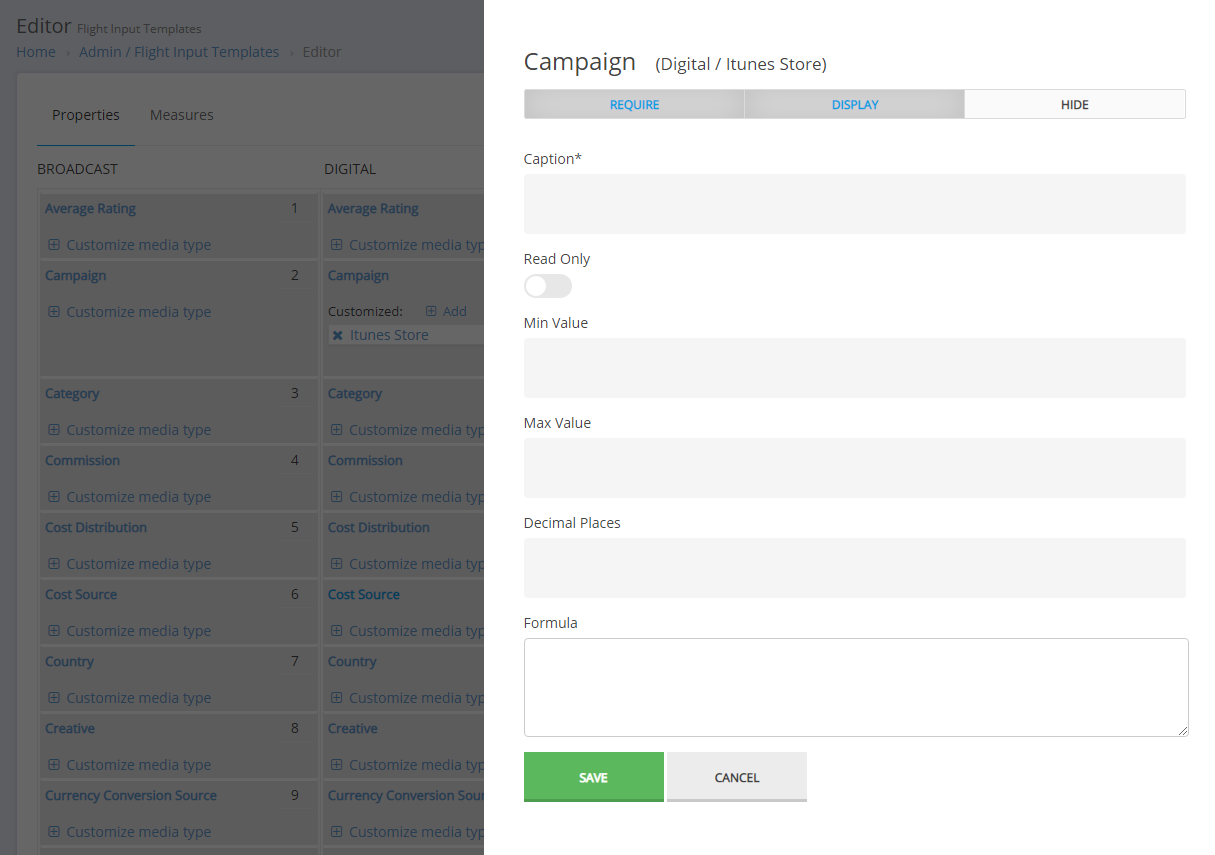 Editor Flight Input Templates
Home › Admin / Flight Input Templates › Editor
Properties Measures
BROADCAST DIGITAL
Average Rating 1 Average Rating
Customize media type Customize media typ
Campaign 2 Campaign
Customize media type Customized: Add
Itunes Store
Category 3 Category
Customize media type Customize media typ
Commission 4 Commission
Customize media type Customize media typ
Cost Distribution 5 Cost Distribution
Customize media type Customize media typ
Cost Source 6 Cost Source
Customize media type Customize media typ
Country 7 Country
Customize media type Customize media typ
Creative 8 Creative
Customize media type Customize media typ
Currency Conversion Source 9 Currency Conversion Sour
Customize media type Customize media typ
Campaign (Digital / Itunes Store)
REQUIRE DISPLAY HIDE
Caption*
Read Only
Min Value
Max Value
Decimal Places
Formula
SAVE CANCEL